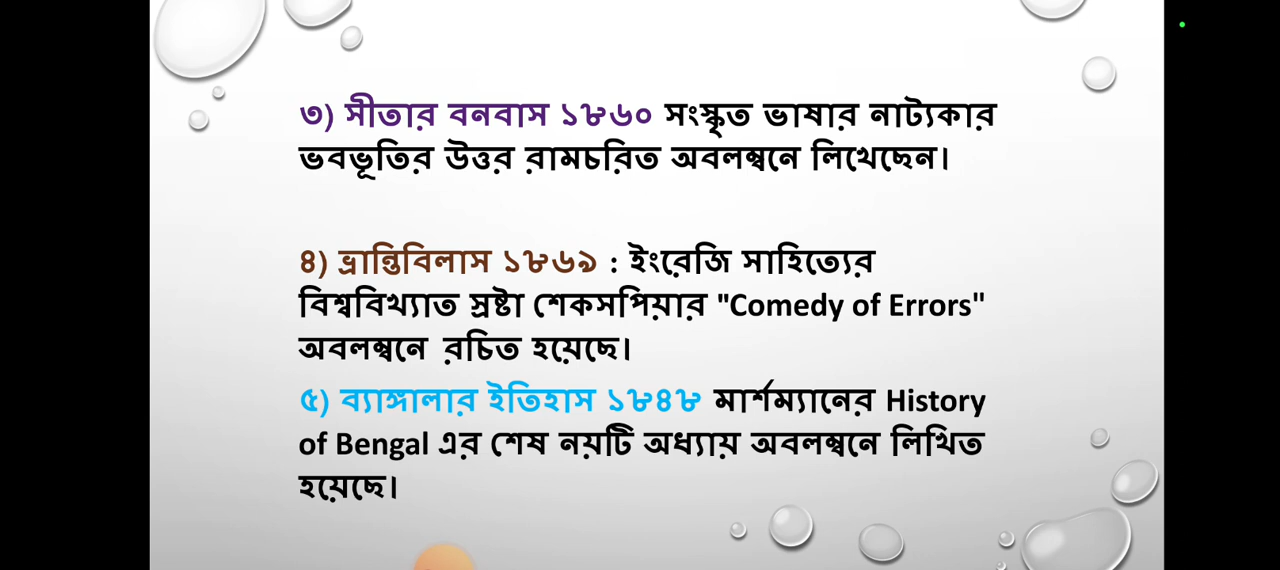 ৩) সীতার বনবাস ১৮৬০ সংস্কৃত ভাষার নাট্যকার
ভবভূতির উত্তর রামচরিত অবলম্বনে লিখেছেন।
৪) ভ্রান্তিবিলাস ১৮৬৯ : ইংরেজি সাহিত্যের
বিশ্ববিখ্যাত স্রষ্টা শেকসপিয়ার "Comedy of Errors"
অবলম্বনে রচিত হয়েছে।
৫) ব্যাঙ্গালার ইতিহাস ১৮৪৮ মার্শম্যানের History
of Bengal এর শেষ নয়টি অধ্যায় অবলম্বনে লিখিত
হয়েছে।